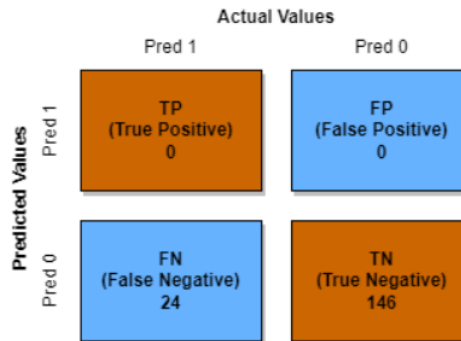 Actual Values
Pred 1
Pred 0
Predicted Values
Pred 1
TP
(True Positive)
0
FP
(False Positive)
0
Pred 0
FN
(False Negative)
24
TN
(True Negative)
146